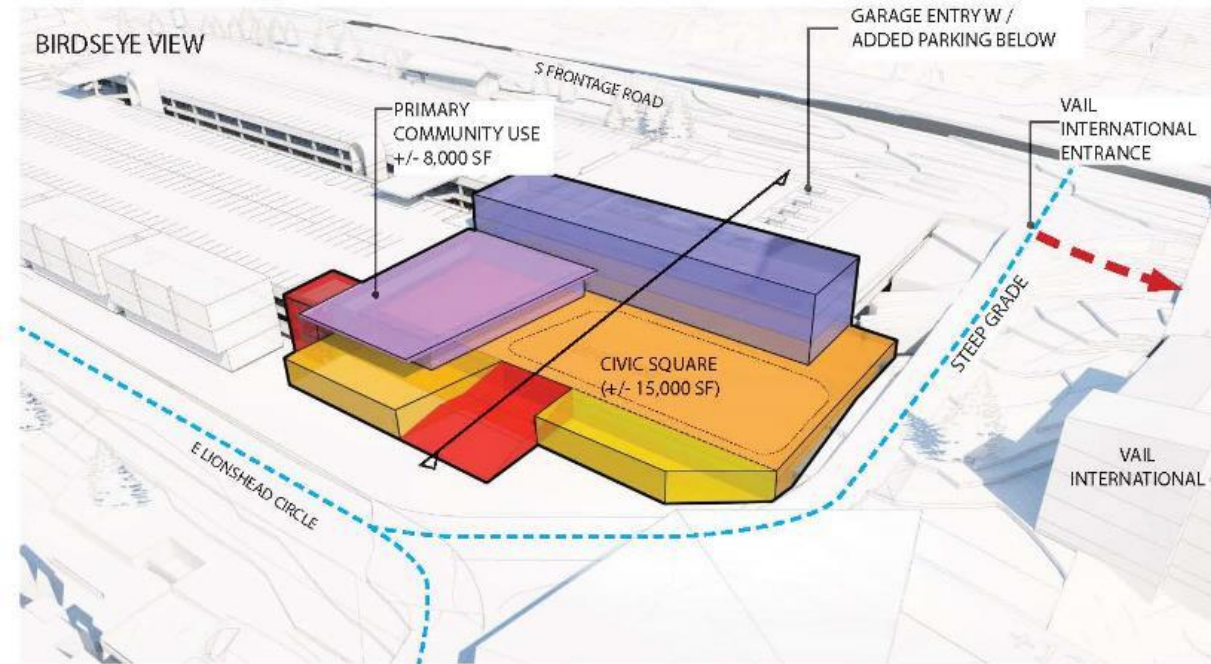 BIRDSEYE VIEW
GARAGE ENTRY W /
ADDED PARKING BELOW
S FRONTAGE ROAD
PRIMARY
COMMUNITY USE
+/- 8,000 SF
VAIL
INTERNATIONAL
ENTRANCE
STEEP GRADE
CIVIC SQUARE
(+/- 15,000 SF)
E LIONSHEAD CIRCLE
VAIL
INTERNATIONAL